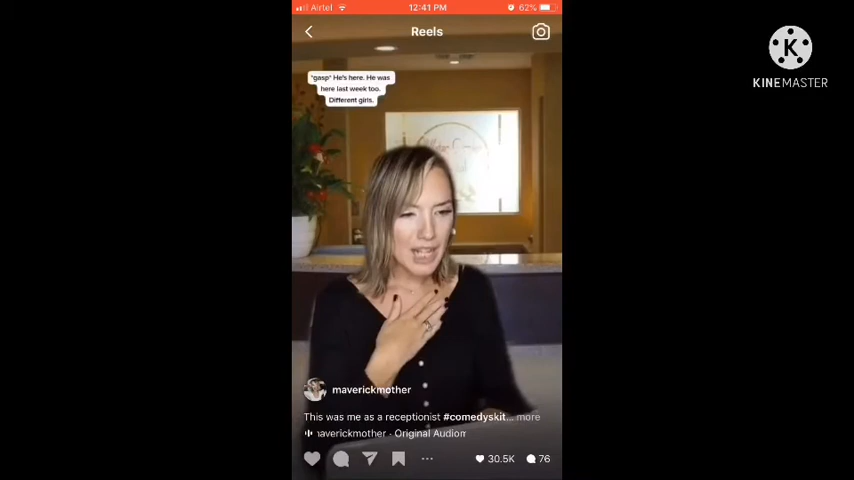 Airtel
12:41 PM
62%
Reels
K
KINEMASTER
*gasp* He's here. He was
here last week too.
Different girls.
maverickmother
This was me as a receptionist #comedyskit... more
maverickmother - Original Audiom
30.5K
76